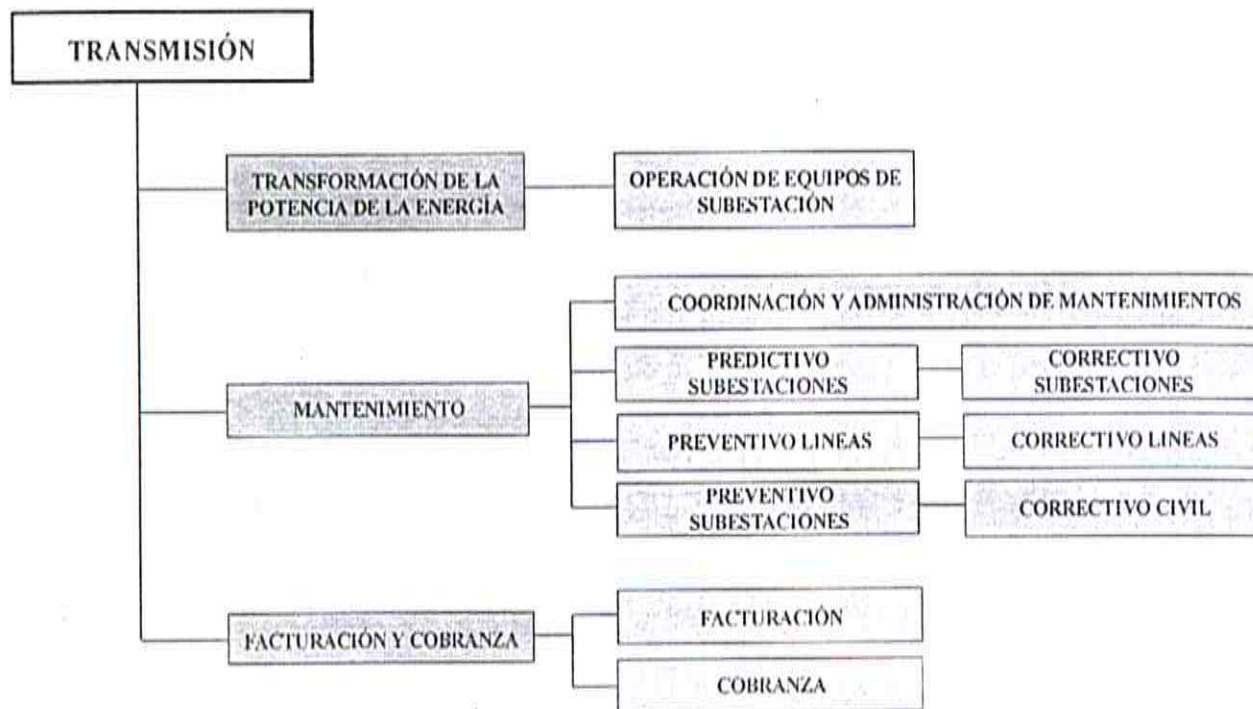 TRANSMISIÓN
TRANSFORMACIÓN DE LA
POTENCIA DE LA ENERGÍA
OPERACIÓN DE EQUIPOS DE
SUBESTACIÓN
MANTENIMIENTO
COORDINACIÓN Y ADMINISTRACIÓN DE MANTENIMIENTOS
PREDICTIVO
SUBESTACIONES
CORRECTIVO
SUBESTACIONES
PREVENTIVO LINEAS
CORRECTIVO LINEAS
PREVENTIVO
SUBESTACIONES
CORRECTIVO CIVIL
FACTURACIÓN Y COBRANZA
FACTURACIÓN
COBRANZA